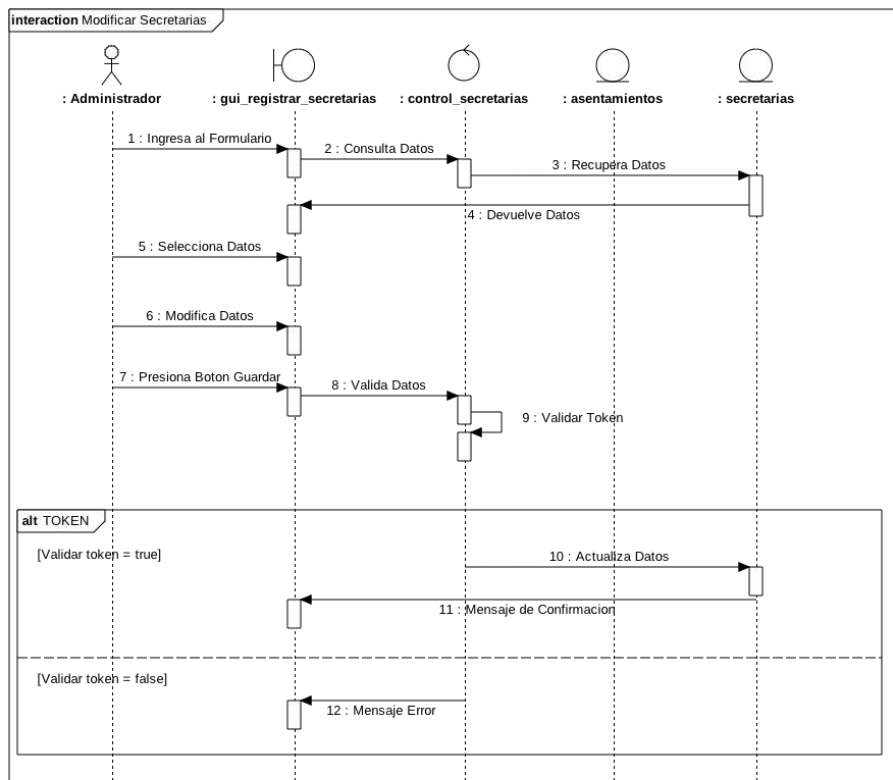 interaction Modificar Secretarias
: Administrador
: gui_registrar_secretarias
: control_secretarias
: asentamientos
: secretarias
1 : Ingresa al Formulario
2 : Consulta Datos
3 : Recupera Datos
4 : Devuelve Datos
5 : Selecciona Datos
6 : Modifica Datos
7 : Presiona Boton Guardar
8 : Valida Datos
9 : Validar Token
alt TOKEN
[Validar token = true]
10 : Actualiza Datos
11 : Mensaje de Confirmacion
[Validar token = false]
12 : Mensaje Error